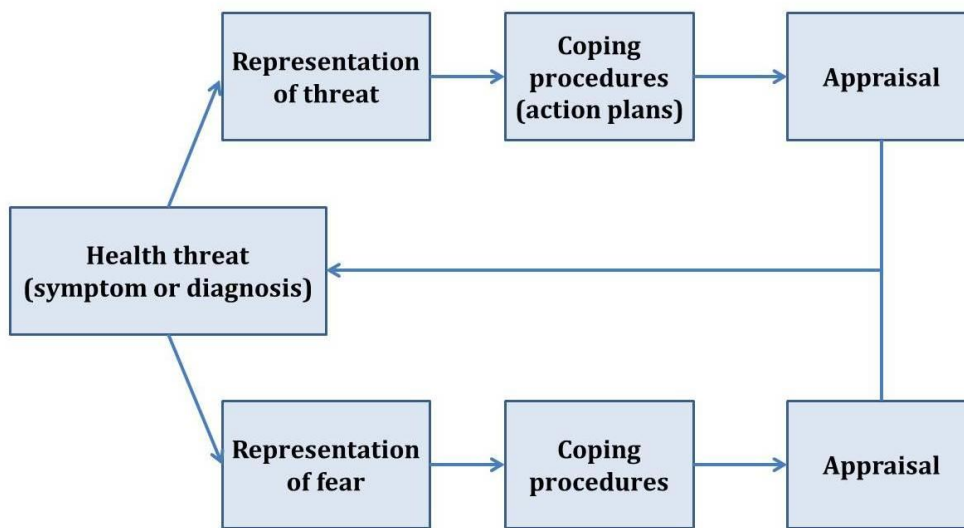 Representation
of threat
Coping
procedures
(action plans)
Appraisal
Health threat
(symptom or diagnosis)
Representation
of fear
Coping
procedures
Appraisal